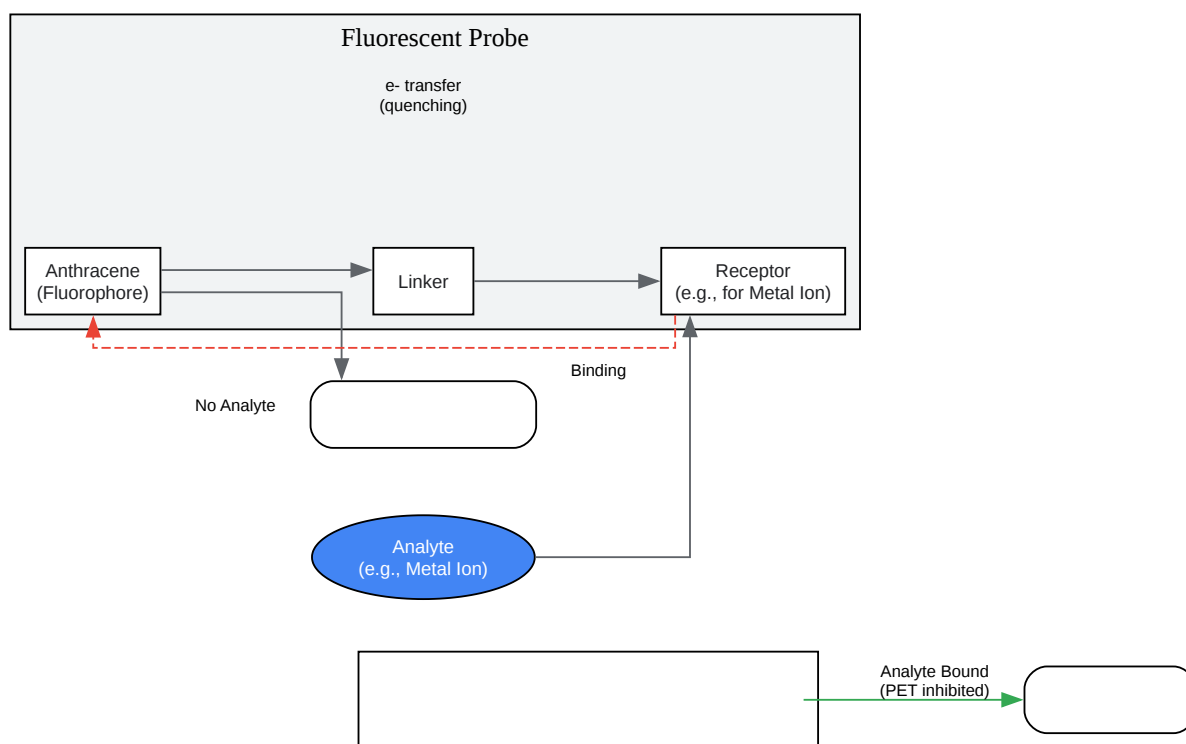 Fluorescent Probe
e- transfer
(quenching)
Anthracene
(Fluorophore)
Linker
Receptor
(e.g., for Metal Ion)
Binding
No Analyte
Analyte
(e.g., Metal Ion)
Analyte Bound
(PET inhibited)